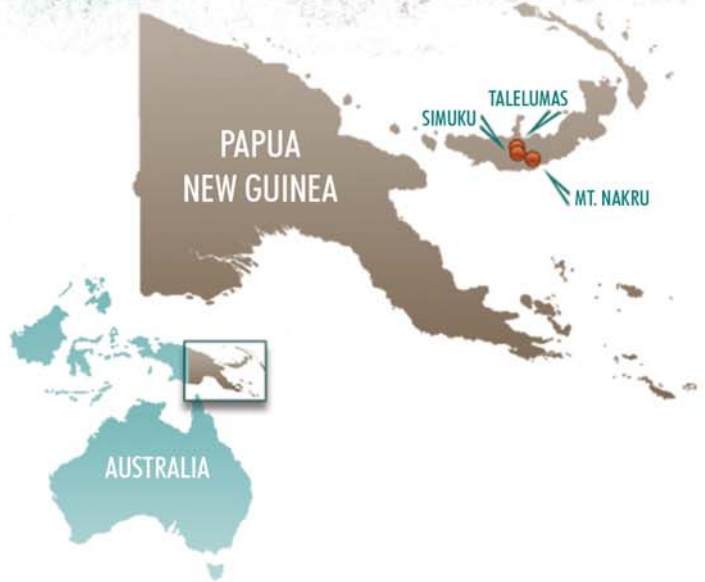 TALELUMAS
SIMUKU
PAPUA
NEW GUINEA
MT. NAKRU
AUSTRALIA